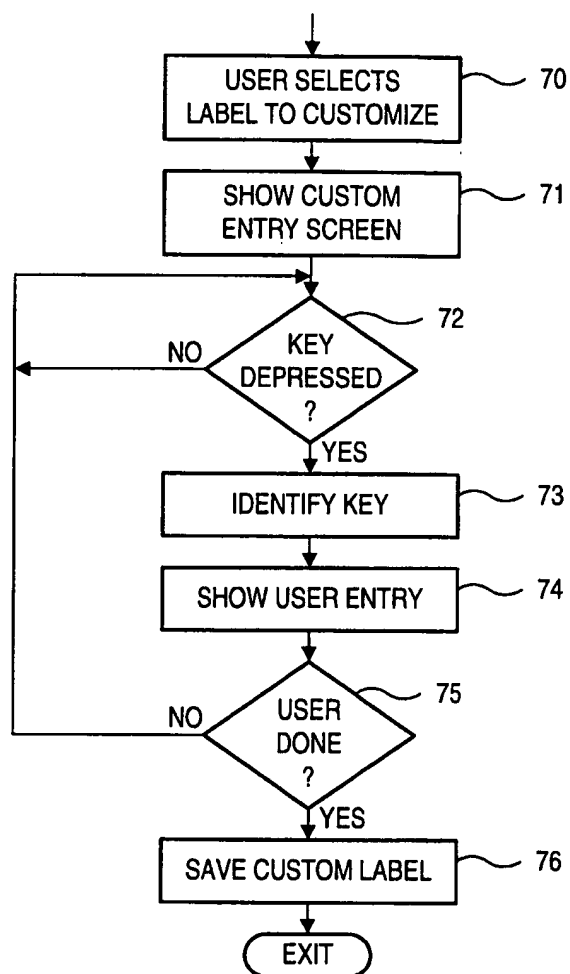 USER SELECTS
LABEL TO CUSTOMIZE
70
SHOW CUSTOM
ENTRY SCREEN
71
72
KEY
DEPRESSED
?
NO
YES
IDENTIFY KEY
73
SHOW USER ENTRY
74
75
USER
DONE
?
NO
YES
SAVE CUSTOM LABEL
76
EXIT